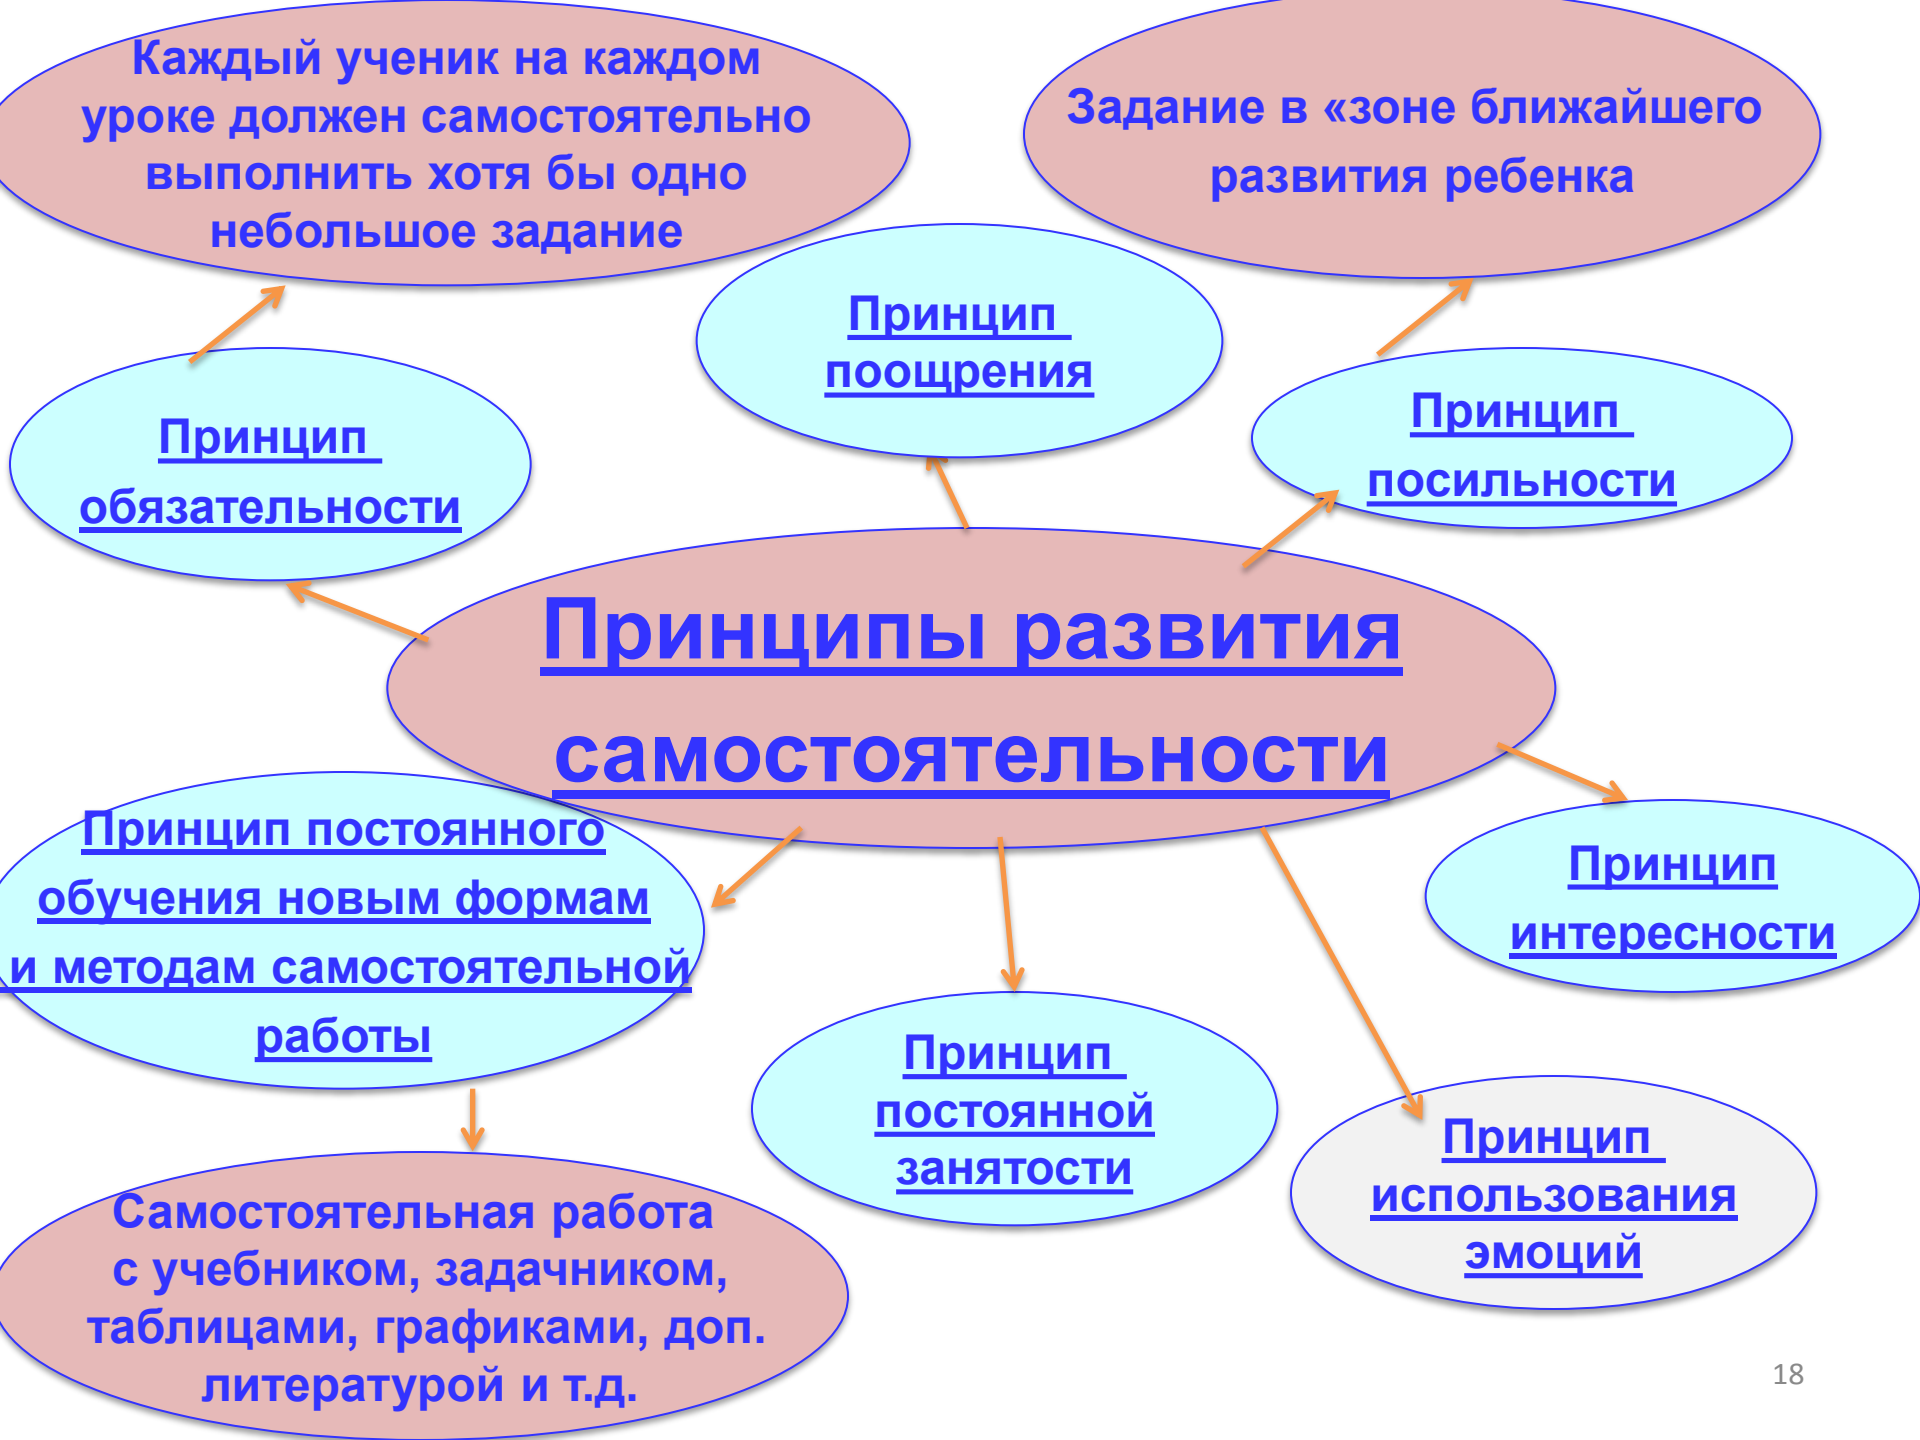 Каждый ученик на каждом
уроке должен самостоятельно
выполнить хотя бы одно
небольшое задание
Задание в «зоне ближайшего
развития ребенка
Принцип
поощрения
Принцип
посильности
Принцип
обязательности
Принципы развития
самостоятельности
Принцип постоянного
обучения новым формам
и методам самостоятельной
работы
Принцип
интересности
Принцип
постоянной
занятости
Принцип
использования
эмоций
Самостоятельная работа
с учебником, задачником,
таблицами, графиками, доп.
литературой и т.д.
18